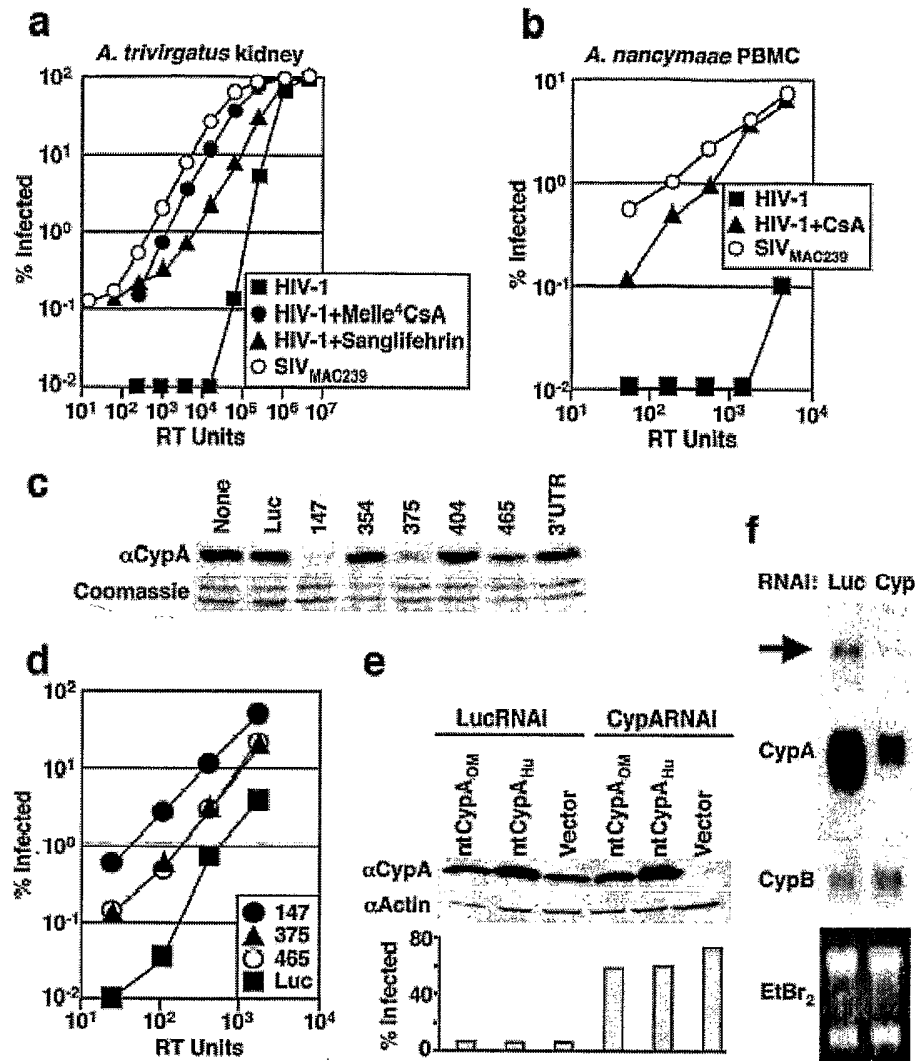 a
A. trivirgatus kidney
10²
10¹
10⁰
10⁻¹
10⁻²
% Infected
HIV-1
HIV-1+MeIle⁴CsA
HIV-1+Sanglifehrin
SIVMAC239
10¹ 10² 10³ 10⁴ 10⁵ 10⁶ 10⁷
RT Units
b
A. nancymaae PBMC
10¹
10⁰
10⁻¹
10⁻²
% Infected
HIV-1
HIV-1+CsA
SIVMAC239
10¹ 10² 10³ 10⁴
RT Units
c
None Luc 147 354 375 404 465 3'UTR
αCypA
Coomassie
d
10²
10¹
10⁰
10⁻¹
10⁻²
% Infected
147
375
465
Luc
10¹ 10² 10³ 10⁴
RT Units
e
LucRNAi CypARNAi
ntCypAOM ntCypAHu Vector ntCypAOM ntCypAHu Vector
αCypA
αActin
80
40
0
% Infected
f
RNAi: Luc Cyp
CypA
CypB
EtBr₂